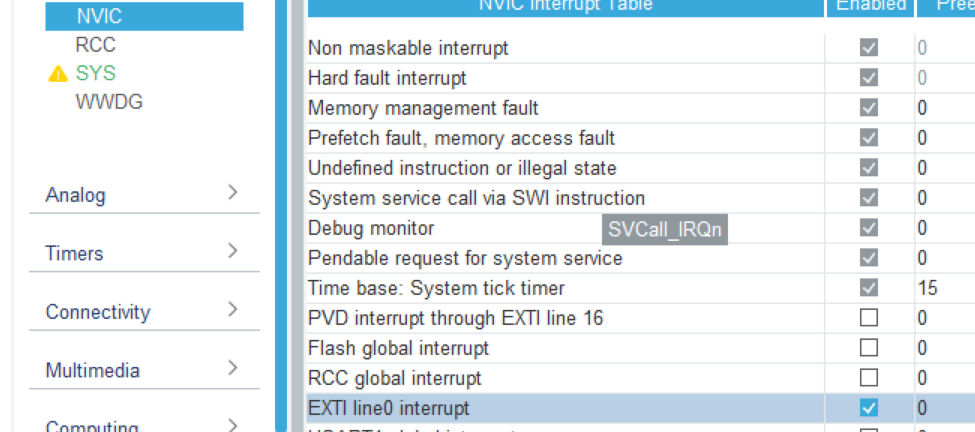 NVIC
RCC
SYS
WWDG
Analog
Timers
Connectivity
Multimedia
Computing
NVIC Interrupt Table Enabled
Non maskable interrupt 0
Hard fault interrupt 0
Memory management fault 0
Prefetch fault, memory access fault 0
Undefined instruction or illegal state 0
System service call via SWI instruction 0
Debug monitor SVCall_IRQn 0
Pendable request for system service 0
Time base: System tick timer 15
PVD interrupt through EXTI line 16 0
Flash global interrupt 0
RCC global interrupt 0
EXTI line0 interrupt 0